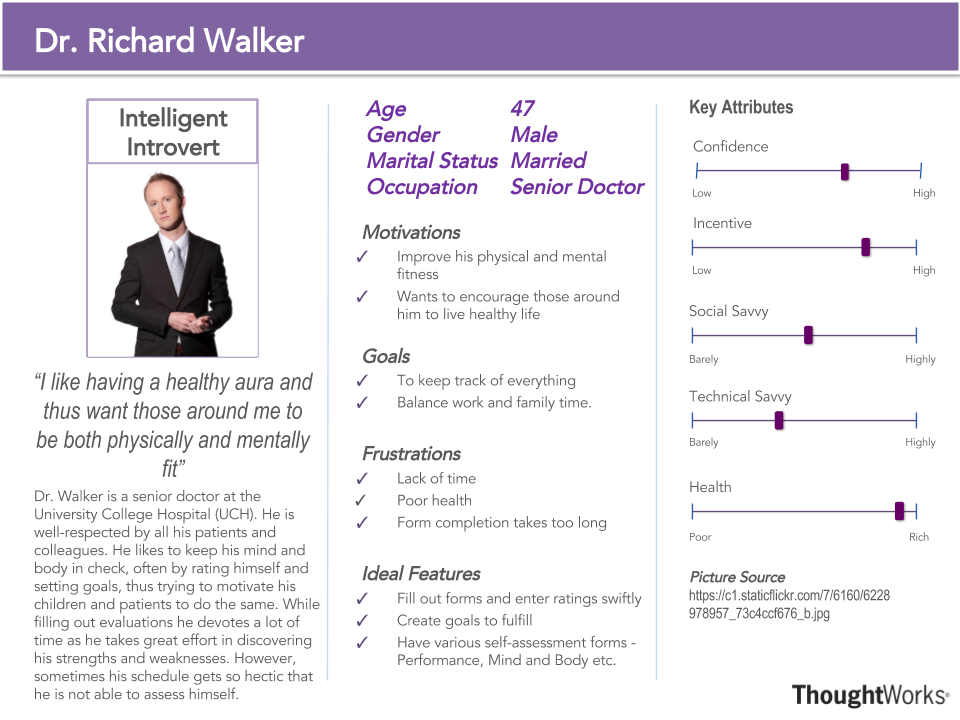 Dr. Richard Walker
Intelligent
Introvert
“I like having a healthy aura and
thus want those around me to
be both physically and mentally
fit”
Dr. Walker is a senior doctor at the
University College Hospital (UCH). He is
well-respected by all his patients and
colleagues. He likes to keep his mind and
body in check, often by rating himself and
setting goals, thus trying to motivate his
children and patients to do the same. While
filling out evaluations he devotes a lot of
time as he takes great effort in discovering
his strengths and weaknesses. However,
sometimes his schedule gets so hectic that
he is not able to assess himself.
Age 47
Gender Male
Marital Status Married
Occupation Senior Doctor
Motivations
✓ Improve his physical and mental
fitness
✓ Wants to encourage those around
him to live healthy life
Goals
✓ To keep track of everything
✓ Balance work and family time.
Frustrations
✓ Lack of time
✓ Poor health
✓ Form completion takes too long
Ideal Features
✓ Fill out forms and enter ratings swiftly
✓ Create goals to fulfill
✓ Have various self-assessment forms -
Performance, Mind and Body etc.
Key Attributes
Confidence
Low High
Incentive
Low High
Social Savvy
Barely Highly
Technical Savvy
Barely Highly
Health
Poor Rich
Picture Source
https://c1.staticflickr.com/7/6160/6228
978957_73c4ccf676_b.jpg
ThoughtWorks®